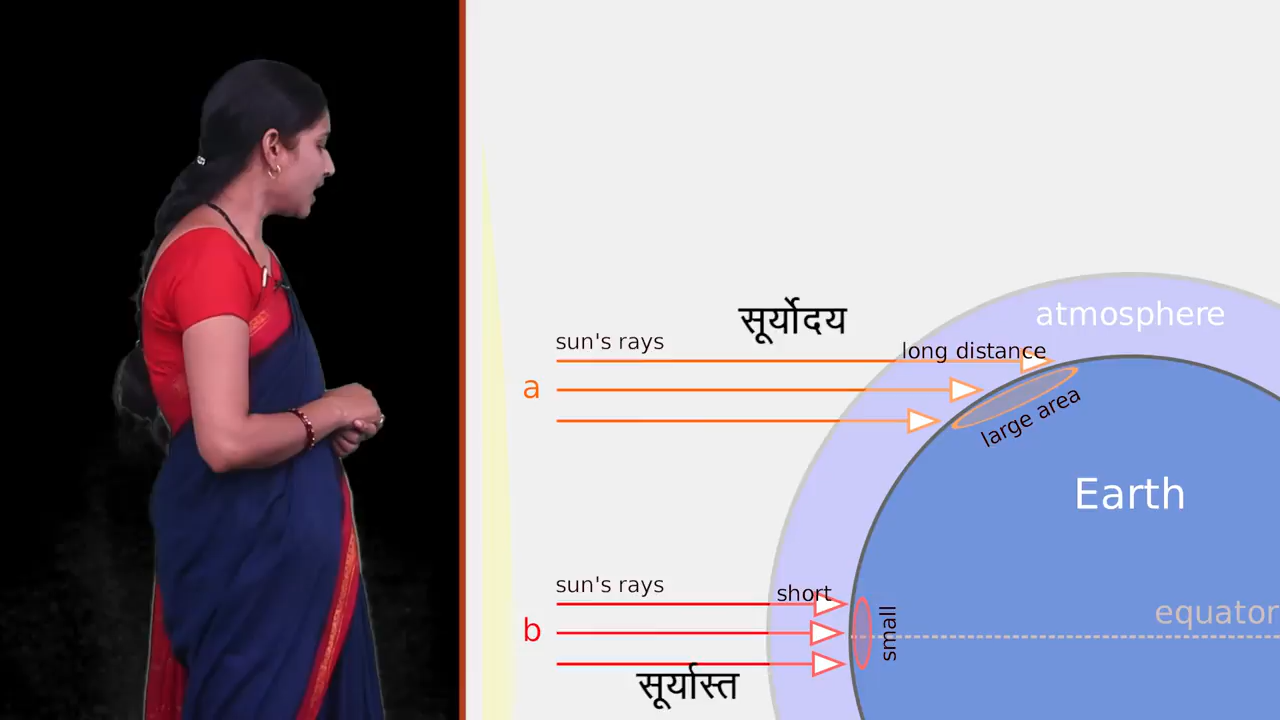 atmosphere
सूर्योदय
sun's rays
long distance
a
large area
Earth
sun's rays
short
small
equator
b
सूर्यास्त